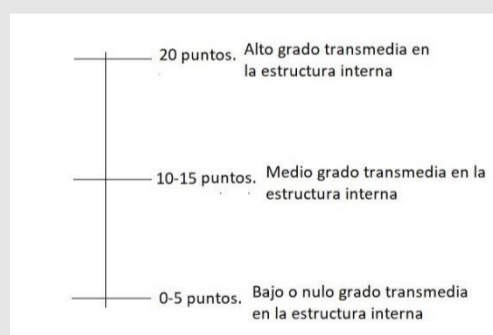 20 puntos. Alto grado transmedia en
la estructura interna
10-15 puntos. Medio grado transmedia en la
estructura interna
0-5 puntos. Bajo o nulo grado transmedia
en la estructura interna